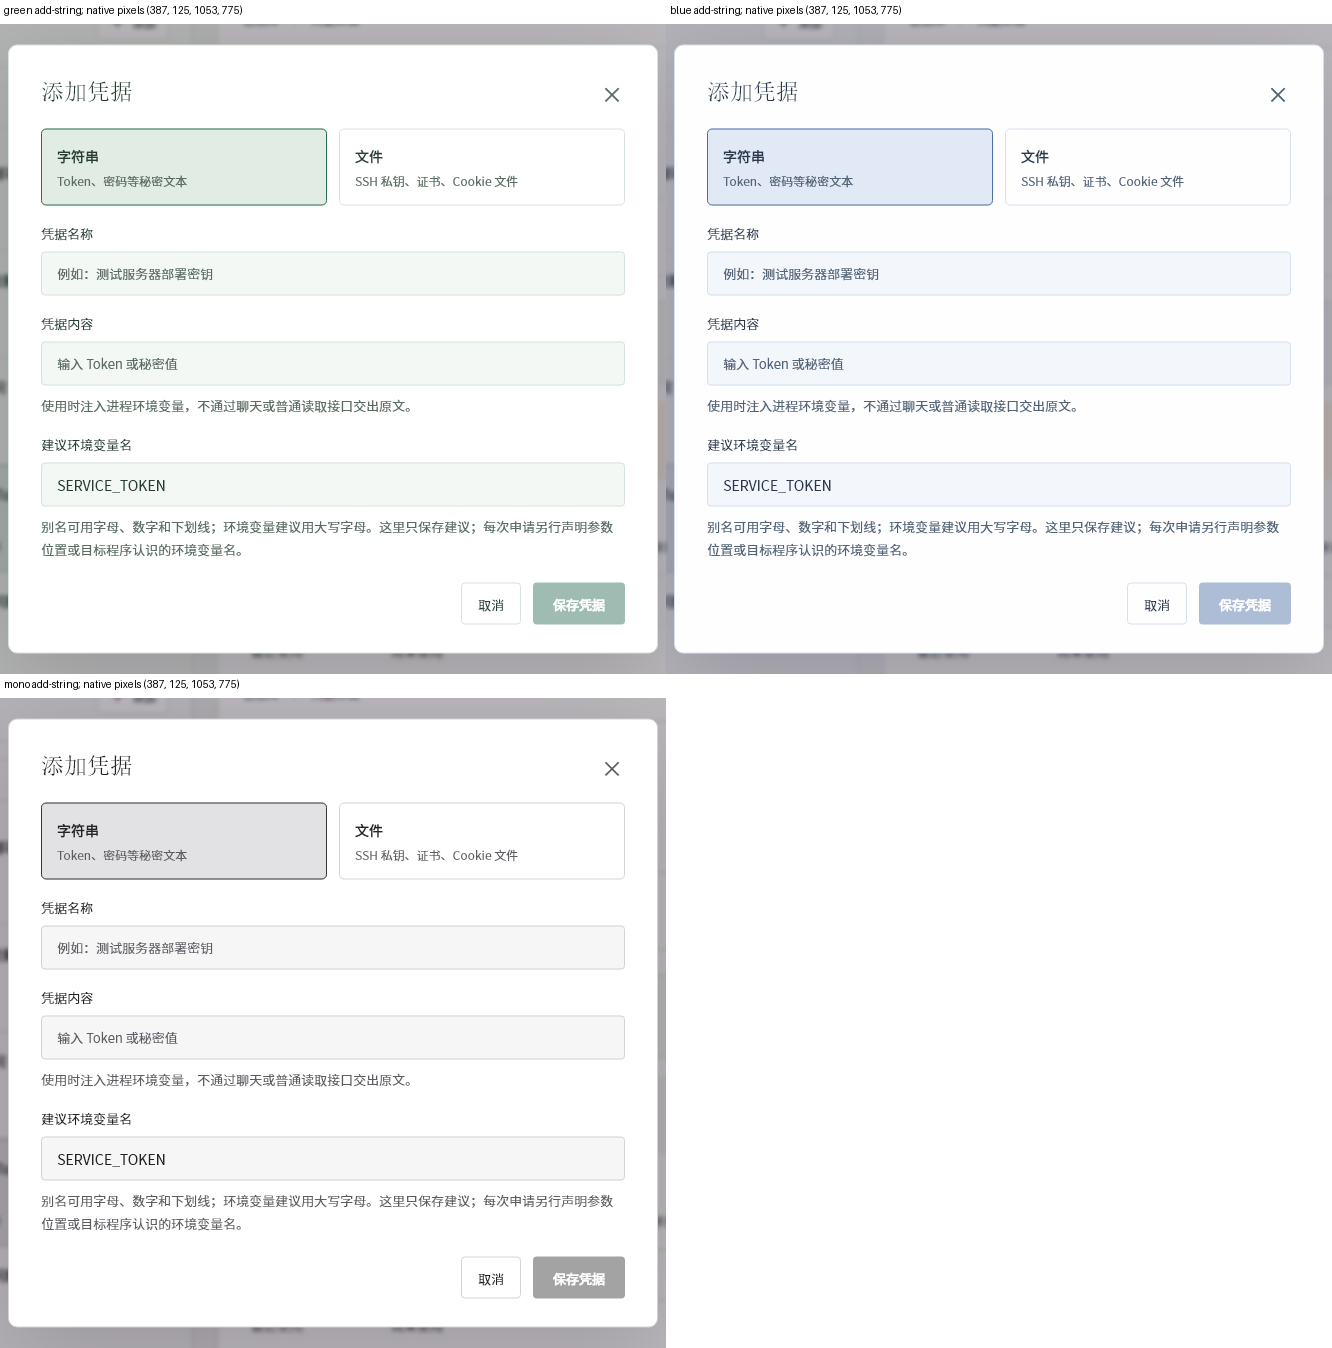 green add-string; native pixels (387, 125, 1053, 775)
添加凭据
字符串
Token、密码等秘密文本
文件
SSH 私钥、证书、Cookie 文件
凭据名称
例如：测试服务器部署密钥
凭据内容
输入 Token 或秘密值
使用时注入进程环境变量，不通过聊天或普通读取接口交出原文。
建议环境变量名
SERVICE_TOKEN
别名可用字母、数字和下划线；环境变量建议用大写字母。这里只保存建议；每次申请另行声明参数
位置或目标程序认识的环境变量名。
取消
保存凭据
blue add-string; native pixels (387, 125, 1053, 775)
添加凭据
字符串
Token、密码等秘密文本
文件
SSH 私钥、证书、Cookie 文件
凭据名称
例如：测试服务器部署密钥
凭据内容
输入 Token 或秘密值
使用时注入进程环境变量，不通过聊天或普通读取接口交出原文。
建议环境变量名
SERVICE_TOKEN
别名可用字母、数字和下划线；环境变量建议用大写字母。这里只保存建议；每次申请另行声明参数
位置或目标程序认识的环境变量名。
取消
保存凭据
mono add-string; native pixels (387, 125, 1053, 775)
添加凭据
字符串
Token、密码等秘密文本
文件
SSH 私钥、证书、Cookie 文件
凭据名称
例如：测试服务器部署密钥
凭据内容
输入 Token 或秘密值
使用时注入进程环境变量，不通过聊天或普通读取接口交出原文。
建议环境变量名
SERVICE_TOKEN
别名可用字母、数字和下划线；环境变量建议用大写字母。这里只保存建议；每次申请另行声明参数
位置或目标程序认识的环境变量名。
取消
保存凭据